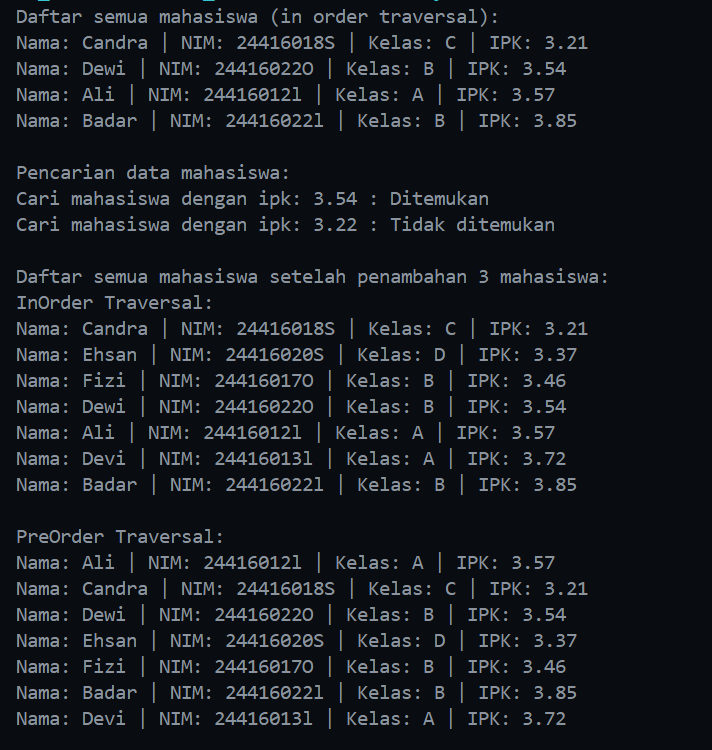 Daftar semua mahasiswa (in order traversal):
Nama: Candra | NIM: 24416018S | Kelas: C | IPK: 3.21
Nama: Dewi | NIM: 24416022O | Kelas: B | IPK: 3.54
Nama: Ali | NIM: 24416012l | Kelas: A | IPK: 3.57
Nama: Badar | NIM: 24416022l | Kelas: B | IPK: 3.85

Pencarian data mahasiswa:
Cari mahasiswa dengan ipk: 3.54 : Ditemukan
Cari mahasiswa dengan ipk: 3.22 : Tidak ditemukan

Daftar semua mahasiswa setelah penambahan 3 mahasiswa:
InOrder Traversal:
Nama: Candra | NIM: 24416018S | Kelas: C | IPK: 3.21
Nama: Ehsan | NIM: 24416020S | Kelas: D | IPK: 3.37
Nama: Fizi | NIM: 24416017O | Kelas: B | IPK: 3.46
Nama: Dewi | NIM: 24416022O | Kelas: B | IPK: 3.54
Nama: Ali | NIM: 24416012l | Kelas: A | IPK: 3.57
Nama: Devi | NIM: 24416013l | Kelas: A | IPK: 3.72
Nama: Badar | NIM: 24416022l | Kelas: B | IPK: 3.85

PreOrder Traversal:
Nama: Ali | NIM: 24416012l | Kelas: A | IPK: 3.57
Nama: Candra | NIM: 24416018S | Kelas: C | IPK: 3.21
Nama: Dewi | NIM: 24416022O | Kelas: B | IPK: 3.54
Nama: Ehsan | NIM: 24416020S | Kelas: D | IPK: 3.37
Nama: Fizi | NIM: 24416017O | Kelas: B | IPK: 3.46
Nama: Badar | NIM: 24416022l | Kelas: B | IPK: 3.85
Nama: Devi | NIM: 24416013l | Kelas: A | IPK: 3.72